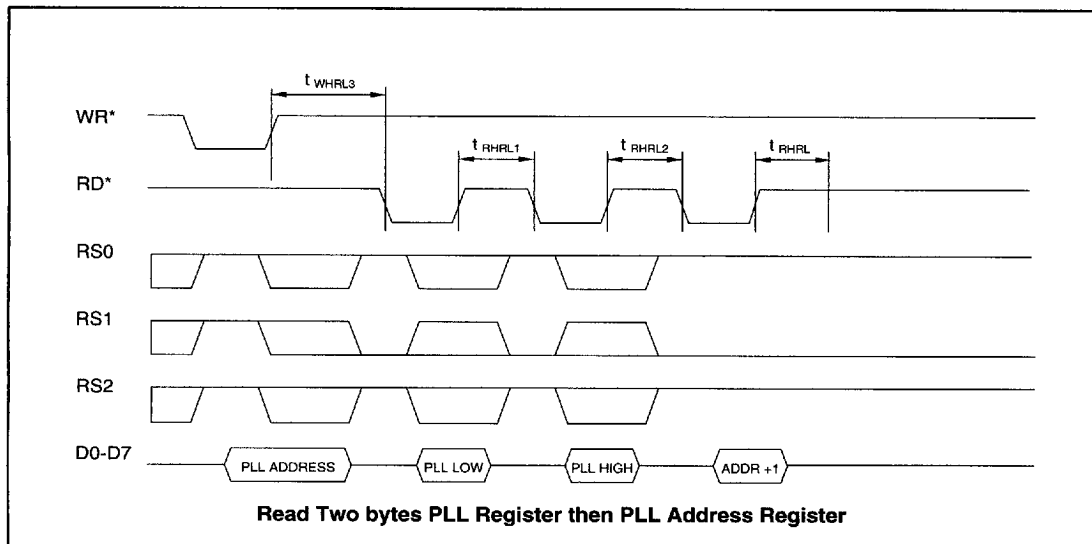 t WHRL3
WR*
t RHRL1 t RHRL2 t RHRL
RD*
RS0
RS1
RS2
D0-D7 PLL ADDRESS PLL LOW PLL HIGH ADDR +1
Read Two bytes PLL Register then PLL Address Register